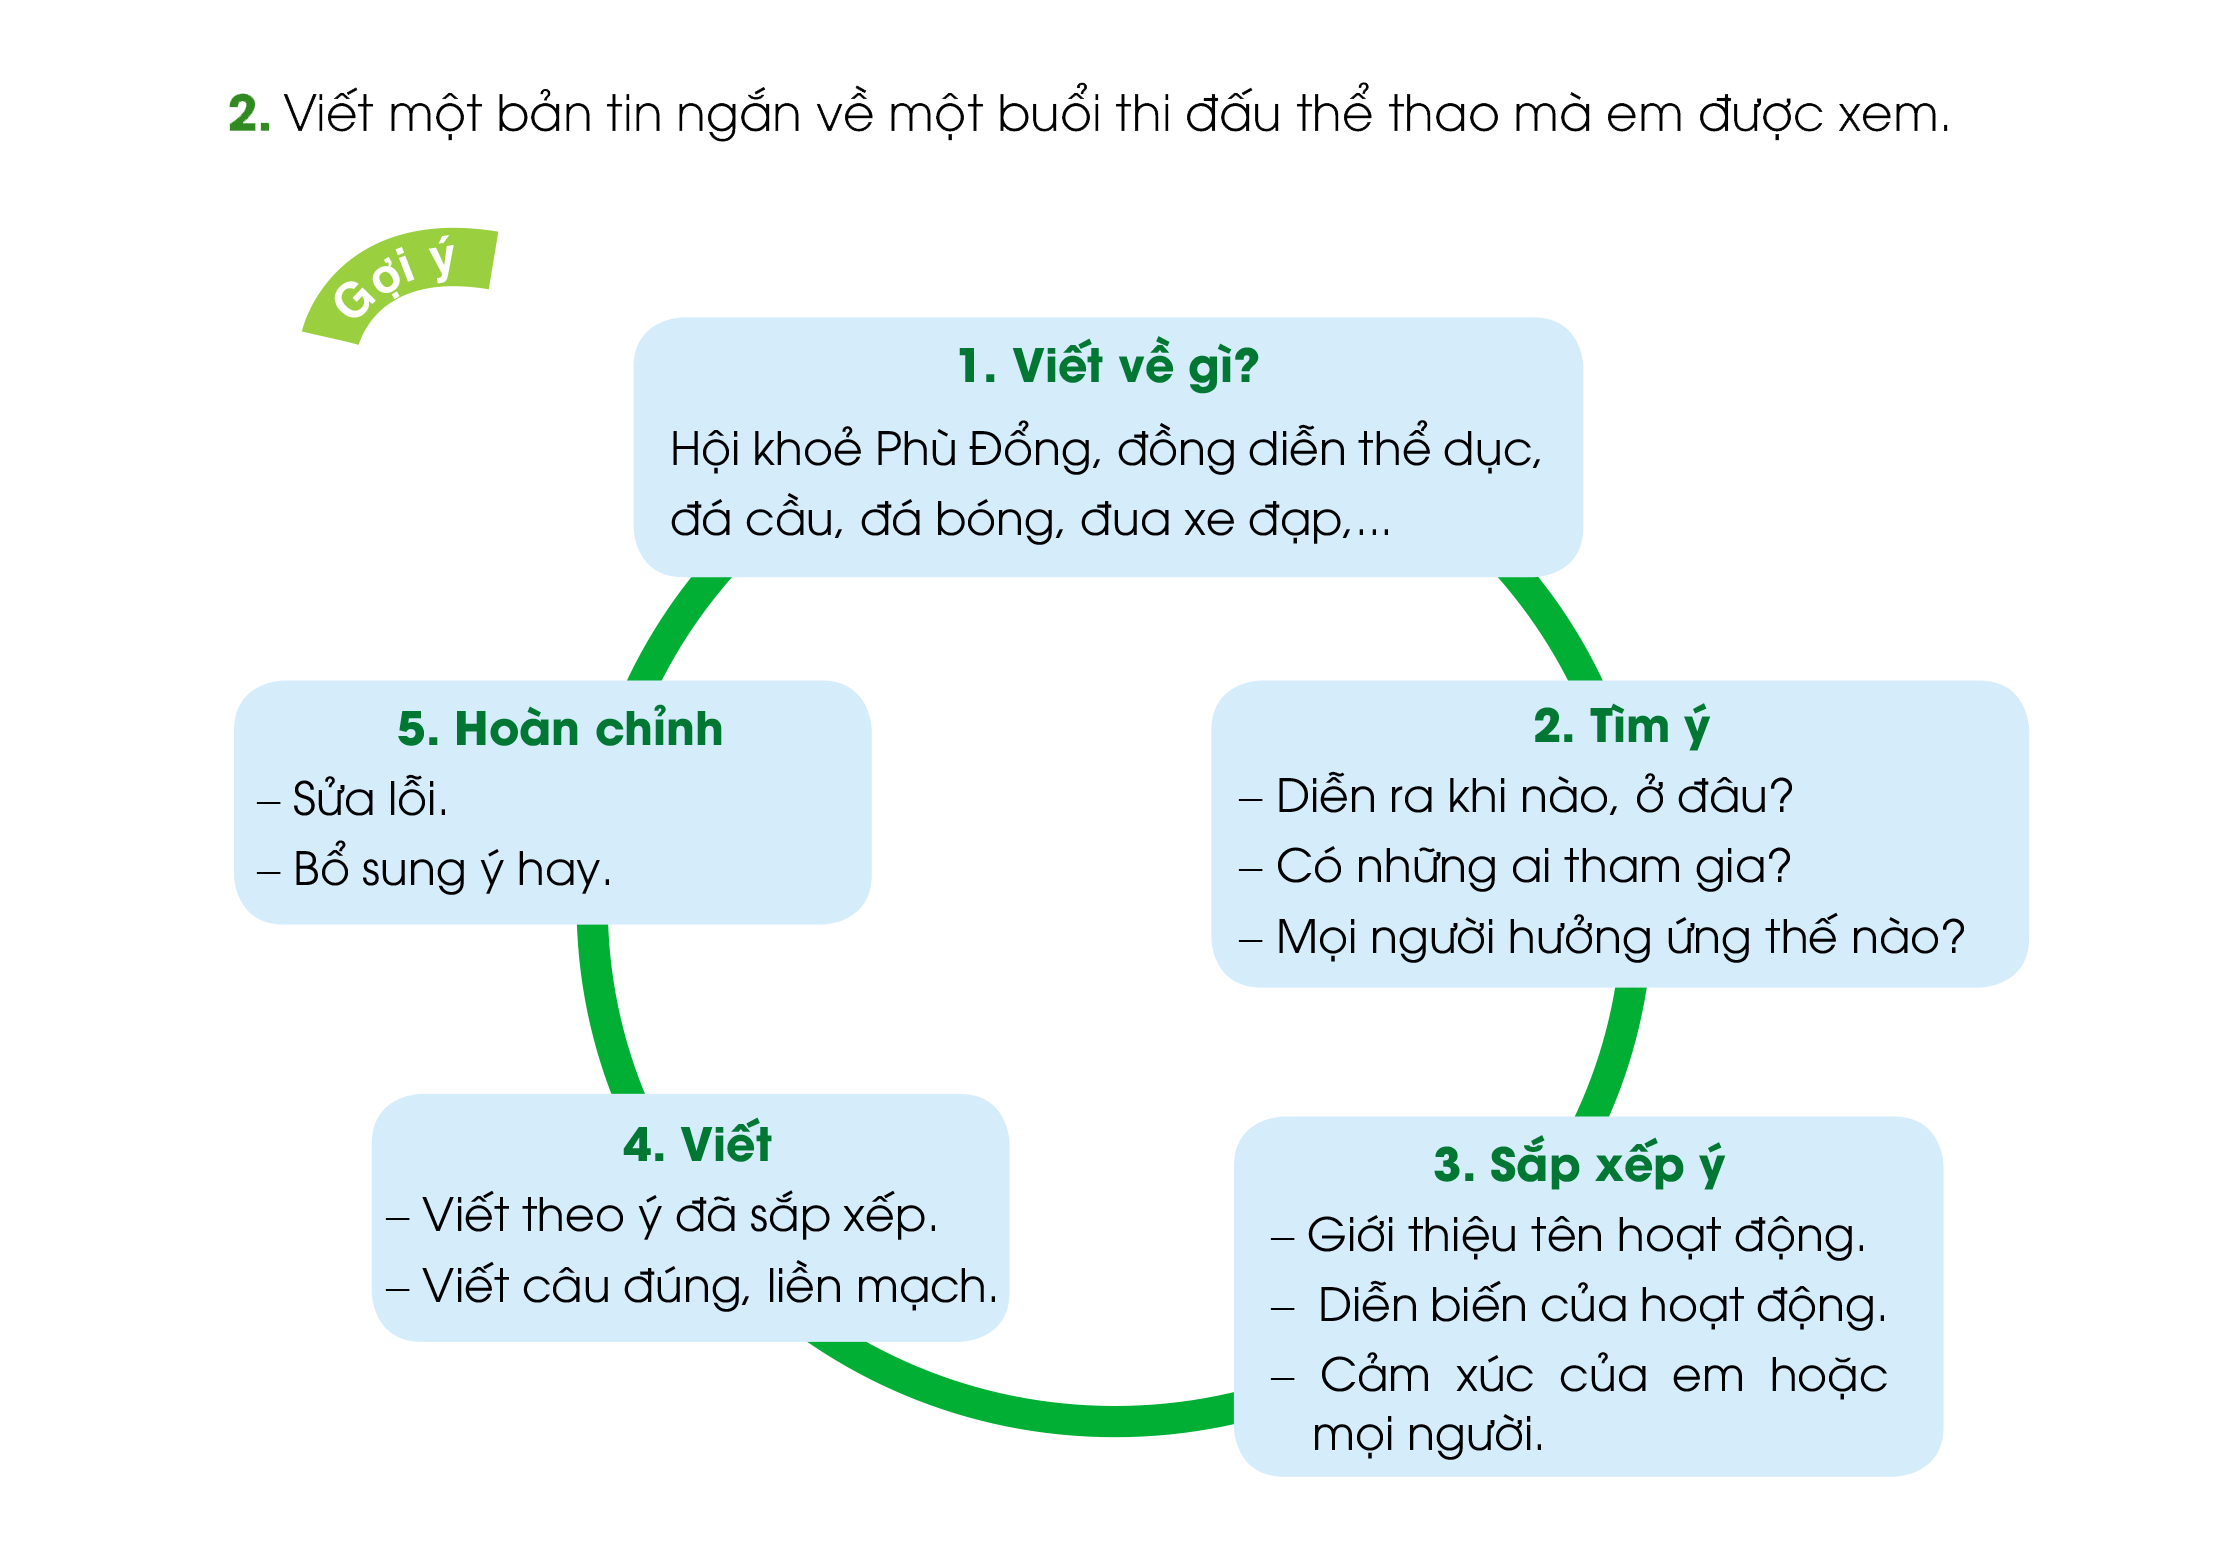 2. Viết một bản tin ngắn về một buổi thi đấu thể thao mà em được xem.
Gợi ý
1. Viết về gì?
Hội khoẻ Phù Đổng, đồng diễn thể dục,
đá cầu, đá bóng, đua xe đạp,...
2. Tìm ý
– Diễn ra khi nào, ở đâu?
– Có những ai tham gia?
– Mọi người hưởng ứng thế nào?
3. Sắp xếp ý
– Giới thiệu tên hoạt động.
– Diễn biến của hoạt động.
– Cảm xúc của em hoặc
mọi người.
4. Viết
– Viết theo ý đã sắp xếp.
– Viết câu đúng, liền mạch.
5. Hoàn chỉnh
– Sửa lỗi.
– Bổ sung ý hay.